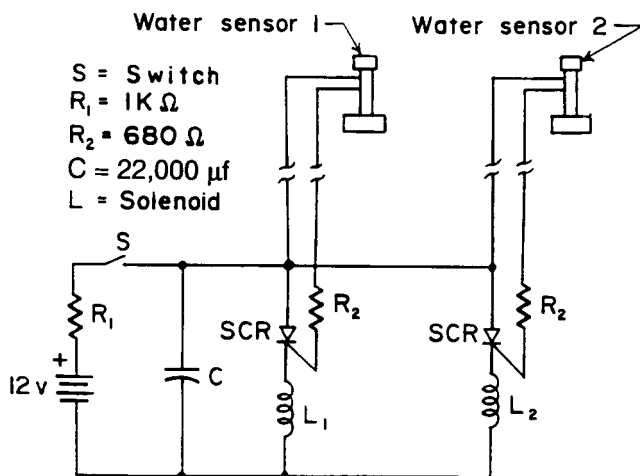 Water sensor 1
Water sensor 2
S = Switch
R₁ = 1K Ω
R₂ = 680 Ω
C = 22,000 µf
L = Solenoid
S
R₁
+
12 v
C
SCR
R₂
L₁
SCR
R₂
L₂